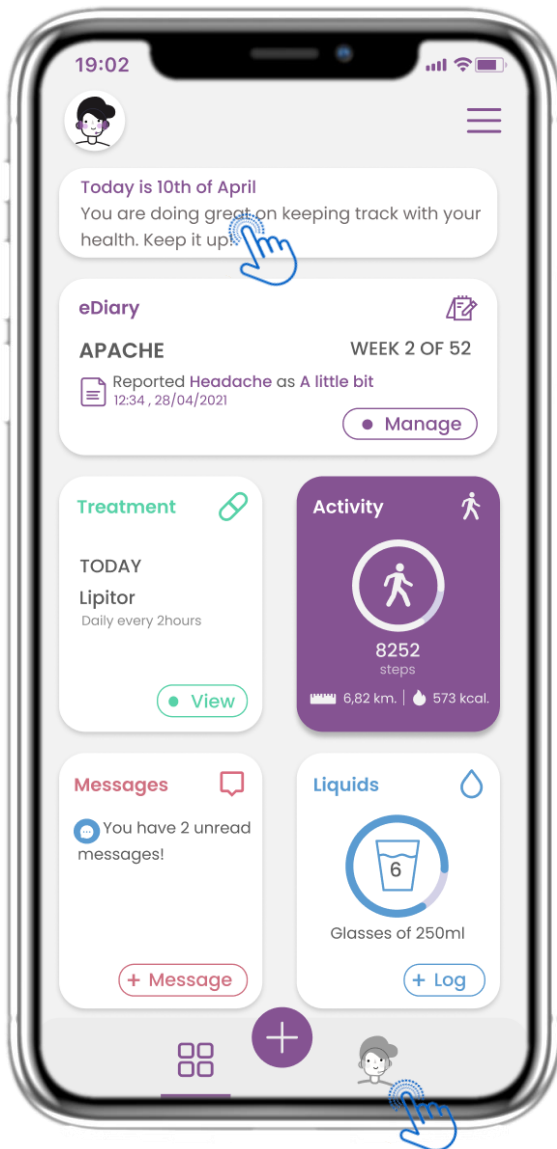 19:02
Today is 10th of April
You are doing great on keeping track with your
health. Keep it up!
eDiary
APACHE
WEEK 2 OF 52
Reported Headache as A little bit
12:34 , 28/04/2021
Manage
Treatment
TODAY
Lipitor
Daily every 2hours
View
Activity
8252
steps
6,82 km. | 573 kcal.
Messages
You have 2 unread
messages!
+ Message
Liquids
6
Glasses of 250ml
+ Log